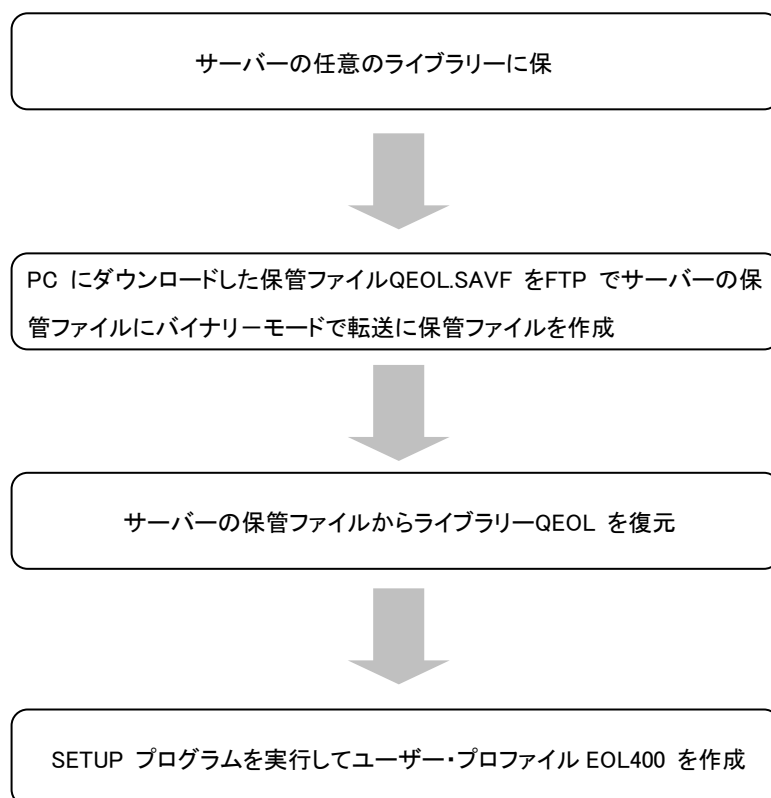 サーバーの任意のライブラリーに保
PC にダウンロードした保管ファイルQEOL.SAVF をFTP でサーバーの保
管ファイルにバイナリーモードで転送に保管ファイルを作成
サーバーの保管ファイルからライブラリーQEOL を復元
SETUP プログラムを実行してユーザー・プロファイル EOL400 を作成